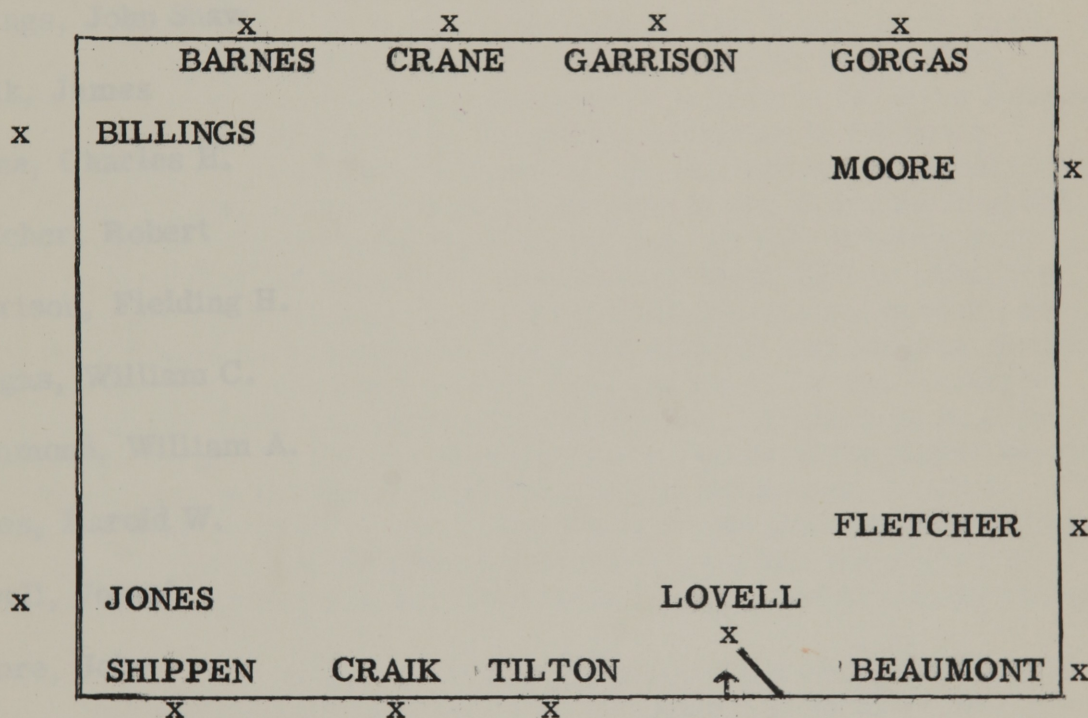 x x x x
BARNES CRANE GARRISON GORGAS
x BILLINGS
MOORE x
FLETCHER x
x JONES LOVELL
x
SHIPPEN CRAIK TILTON BEAUMONT x
x x x